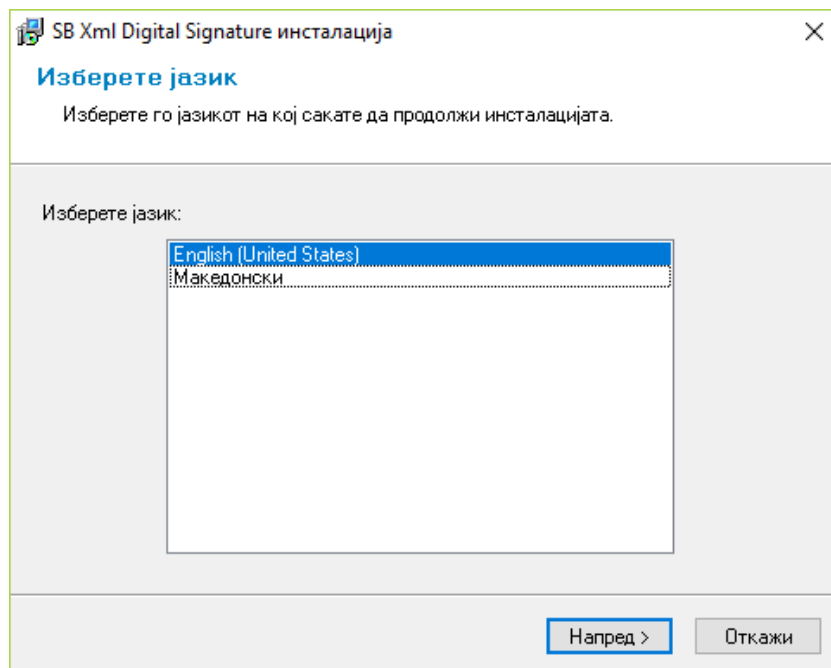 SB Xml Digital Signature инсталација
Изберете јазик
Изберете го јазикот на кој сакате да продолжи инсталацијата.
Изберете јазик:
English (United States)
Македонски
Напред >
Откажи